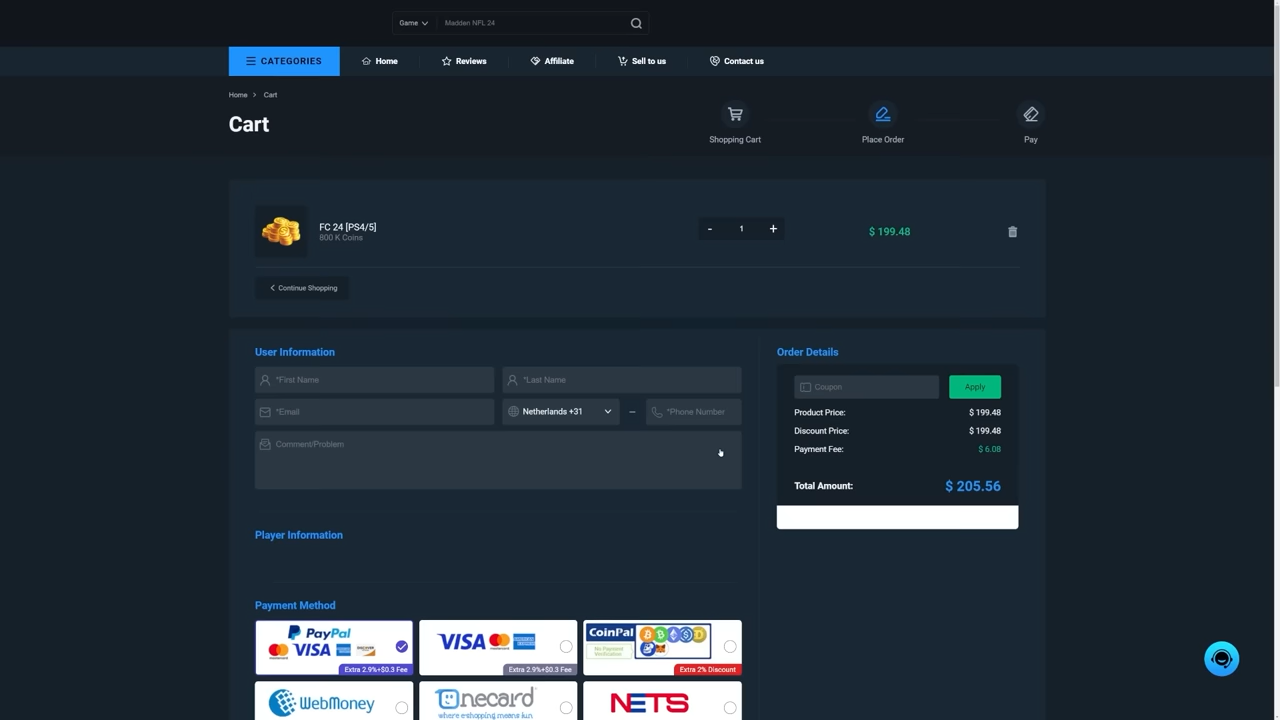 Game
Madden NFL 24
CATEGORIES
Home
Reviews
Affiliate
Sell to us
Contact us
Home > Cart
Cart
Shopping Cart
Place Order
Pay
FC 24 [PS4/5]
800 K Coins
- 1 +
$ 199.48
Continue Shopping
User Information
*First Name
*Last Name
*Email
Netherlands +31
*Phone Number
Comment/Problem
Player Information
Payment Method
PayPal
VISA
DISCOVER
Extra 2.9%+$0.3 Fee
VISA
Extra 2.9%+$0.3 Fee
CoinPal
No Payment
Verification
Extra 2% Discount
WebMoney
Onecard
where eshopping means fun
NETS
Order Details
Coupon
Apply
Product Price: $ 199.48
Discount Price: $ 199.48
Payment Fee: $ 6.08
Total Amount: $ 205.56